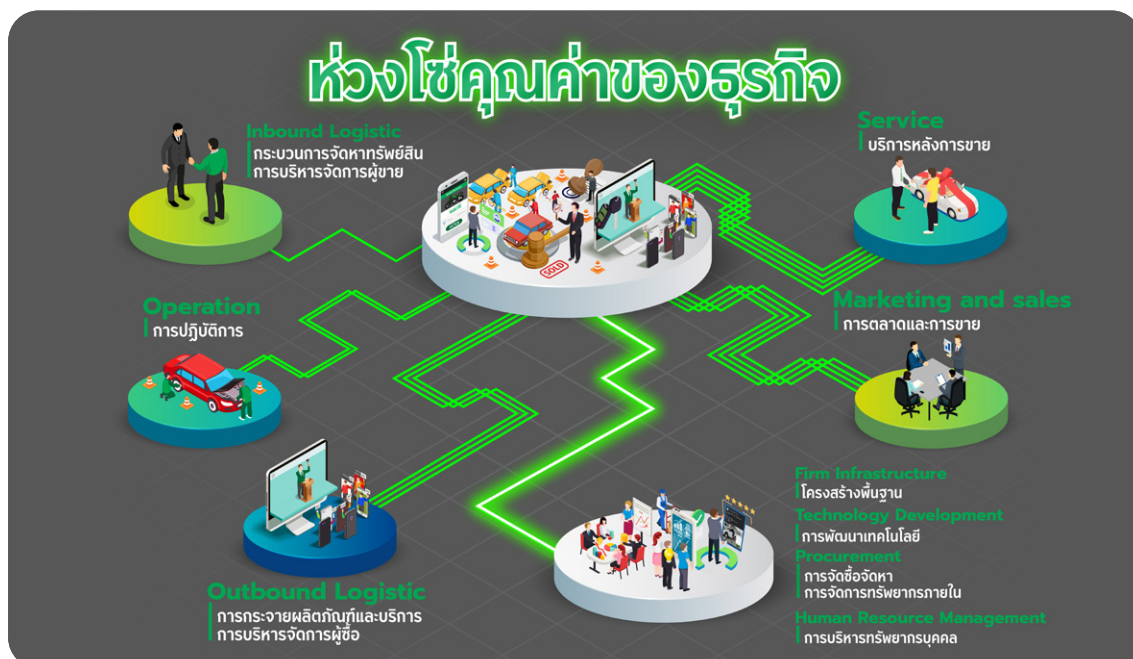 ห่วงโซ่คุณค่าของธุรกิจ
Inbound Logistic
กระบวนการจัดหาทรัพย์สิน
การบริหารจัดการผู้ขาย
Service
บริการหลังการขาย
Operation
การปฏิบัติการ
Marketing and sales
การตลาดและการขาย
SOLD
Outbound Logistic
การกระจายผลิตภัณฑ์และบริการ
การบริหารจัดการผู้ซื้อ
Firm Infrastructure
โครงสร้างพื้นฐาน
Technology Development
การพัฒนาเทคโนโลยี
Procurement
การจัดซื้อจัดหา
การจัดการทรัพยากรภายใน
Human Resource Management
การบริหารทรัพยากรบุคคล